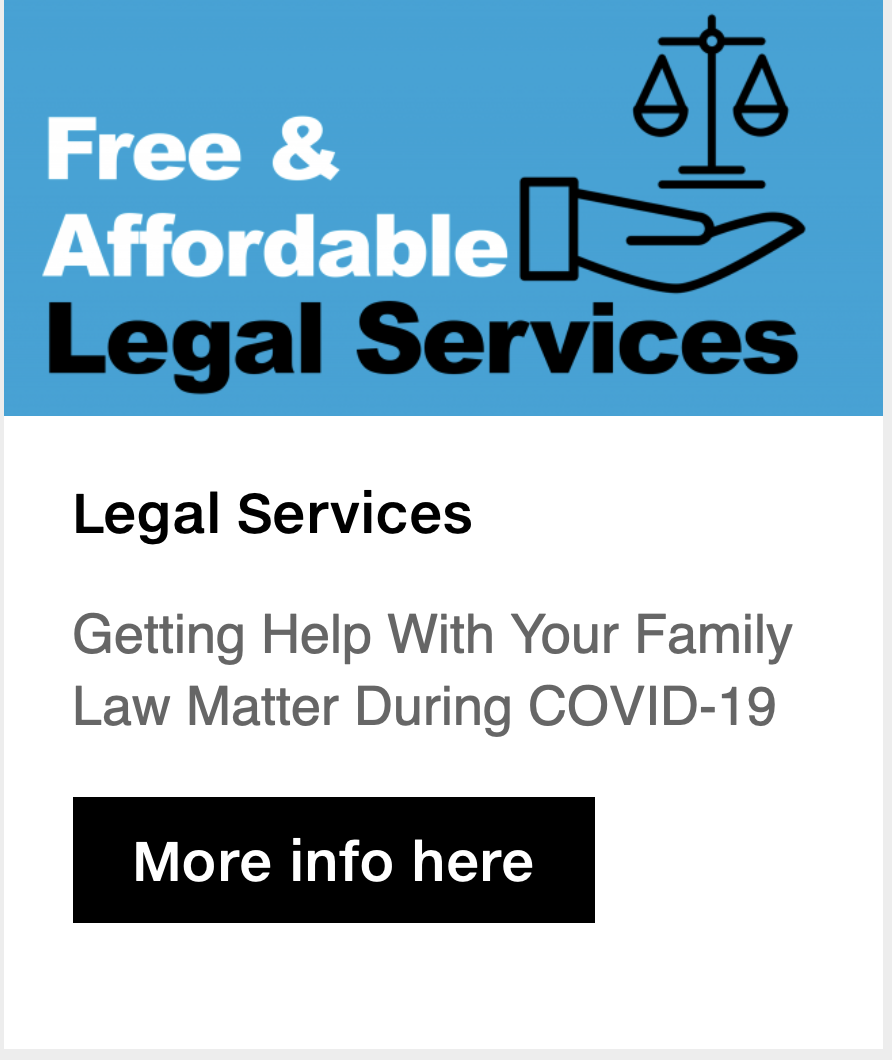 Free &
Affordable
Legal Services
Legal Services
Getting Help With Your Family
Law Matter During COVID-19
More info here